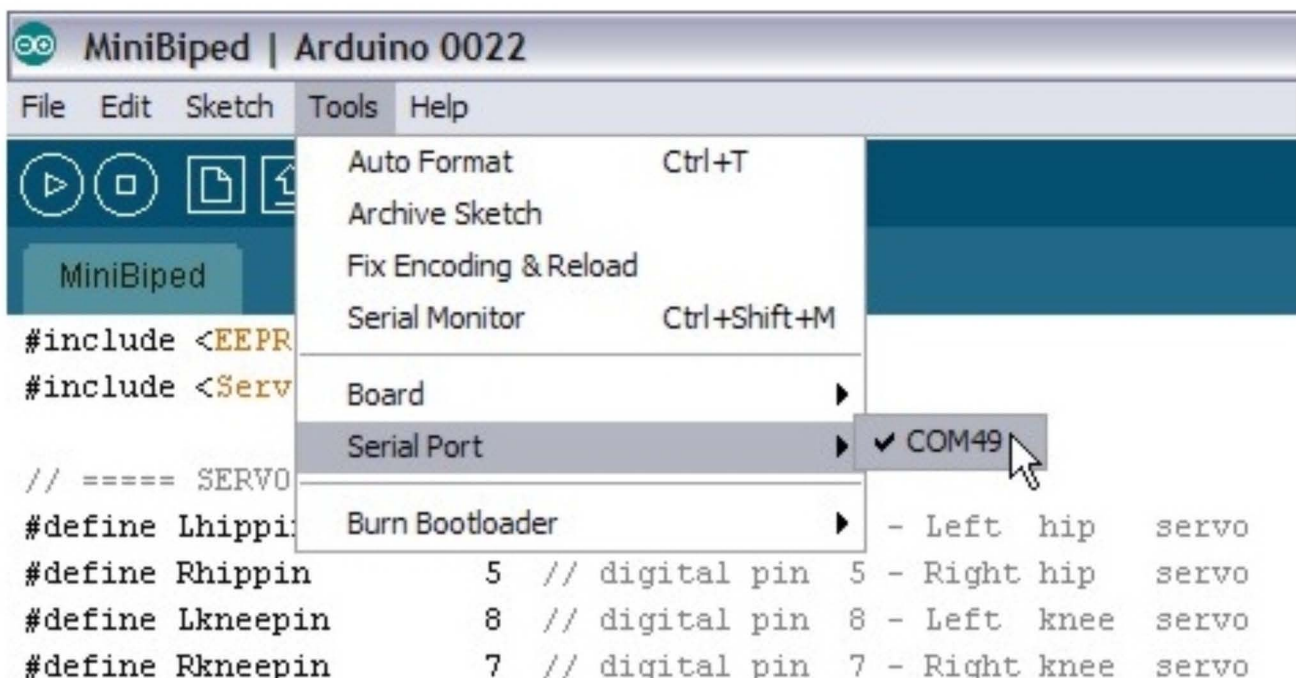 MiniBiped | Arduino 0022
File Edit Sketch Tools Help
Auto Format Ctrl+T
Archive Sketch
Fix Encoding & Reload
MiniBiped
Serial Monitor Ctrl+Shift+M
#include <EEPR
#include <Serv
Board
Serial Port ✔ COM49
// ===== SERVO
Burn Bootloader
#define Lhippi - Left hip servo
#define Rhippin 5 // digital pin 5 - Right hip servo
#define Lkneepin 8 // digital pin 8 - Left knee servo
#define Rkneepin 7 // digital pin 7 - Right knee servo